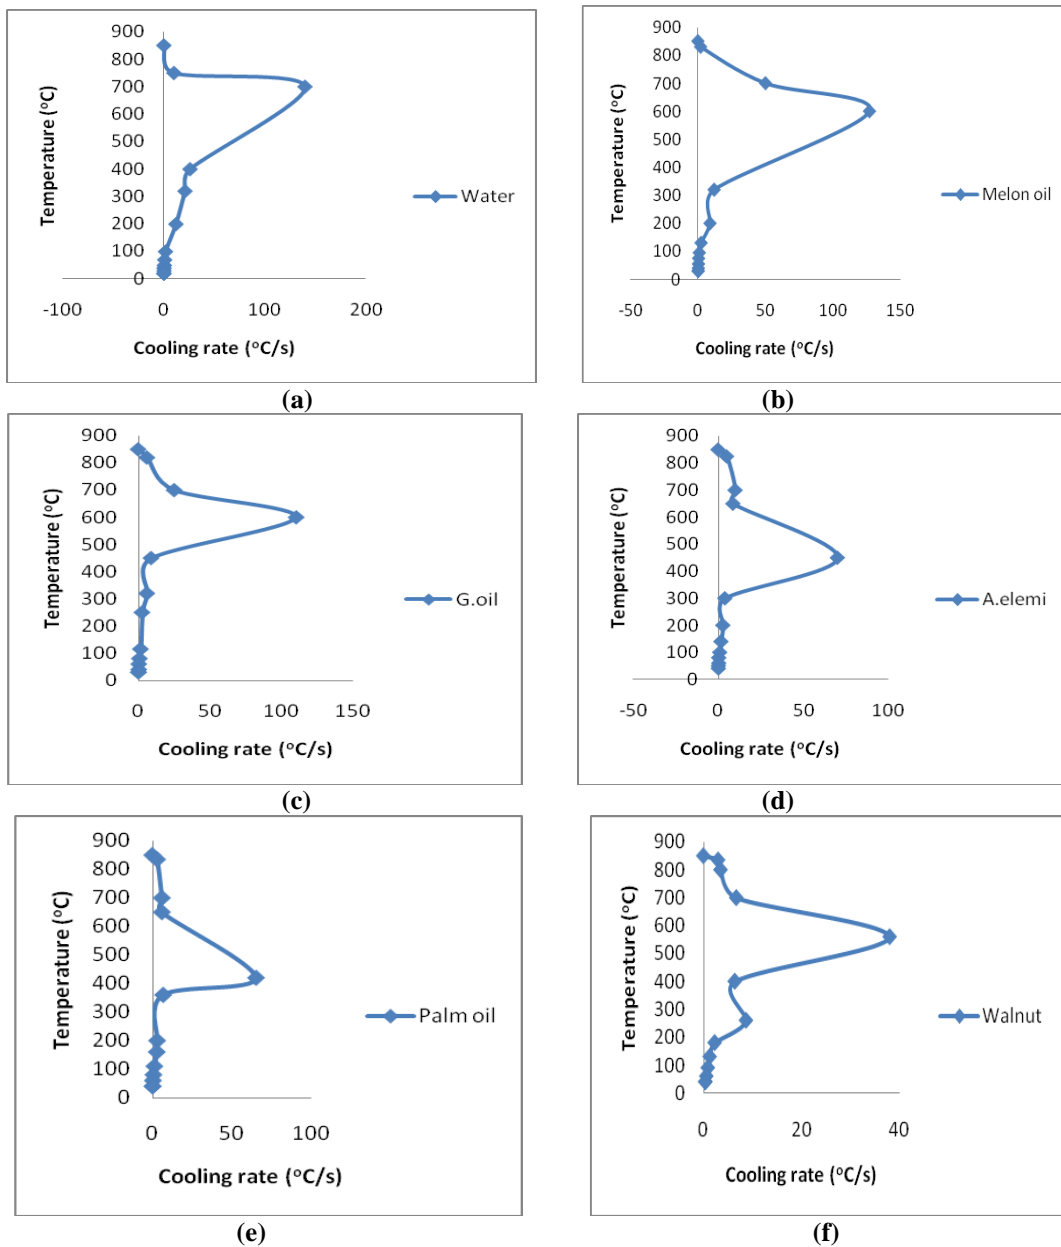 900
800
700
600
500
400
300
200
100
0
-100 0 100 200
Temperature (°C)
Cooling rate (°C/s)
Water
(a)
900
800
700
600
500
400
300
200
100
0
-50 0 50 100 150
Temperature (°C)
Cooling rate (°C/s)
Melon oil
(b)
900
800
700
600
500
400
300
200
100
0
0 50 100 150
Temperature (°C)
Cooling rate (°C/s)
G.oil
(c)
900
800
700
600
500
400
300
200
100
0
-50 0 50 100
Temperature (°C)
Cooling rate (°C/s)
A.elemi
(d)
900
800
700
600
500
400
300
200
100
0
0 50 100
Temperature (°C)
Cooling rate (°C/s)
Palm oil
(e)
900
800
700
600
500
400
300
200
100
0
0 20 40
Temperature (°C)
Cooling rate (°C/s)
Walnut
(f)